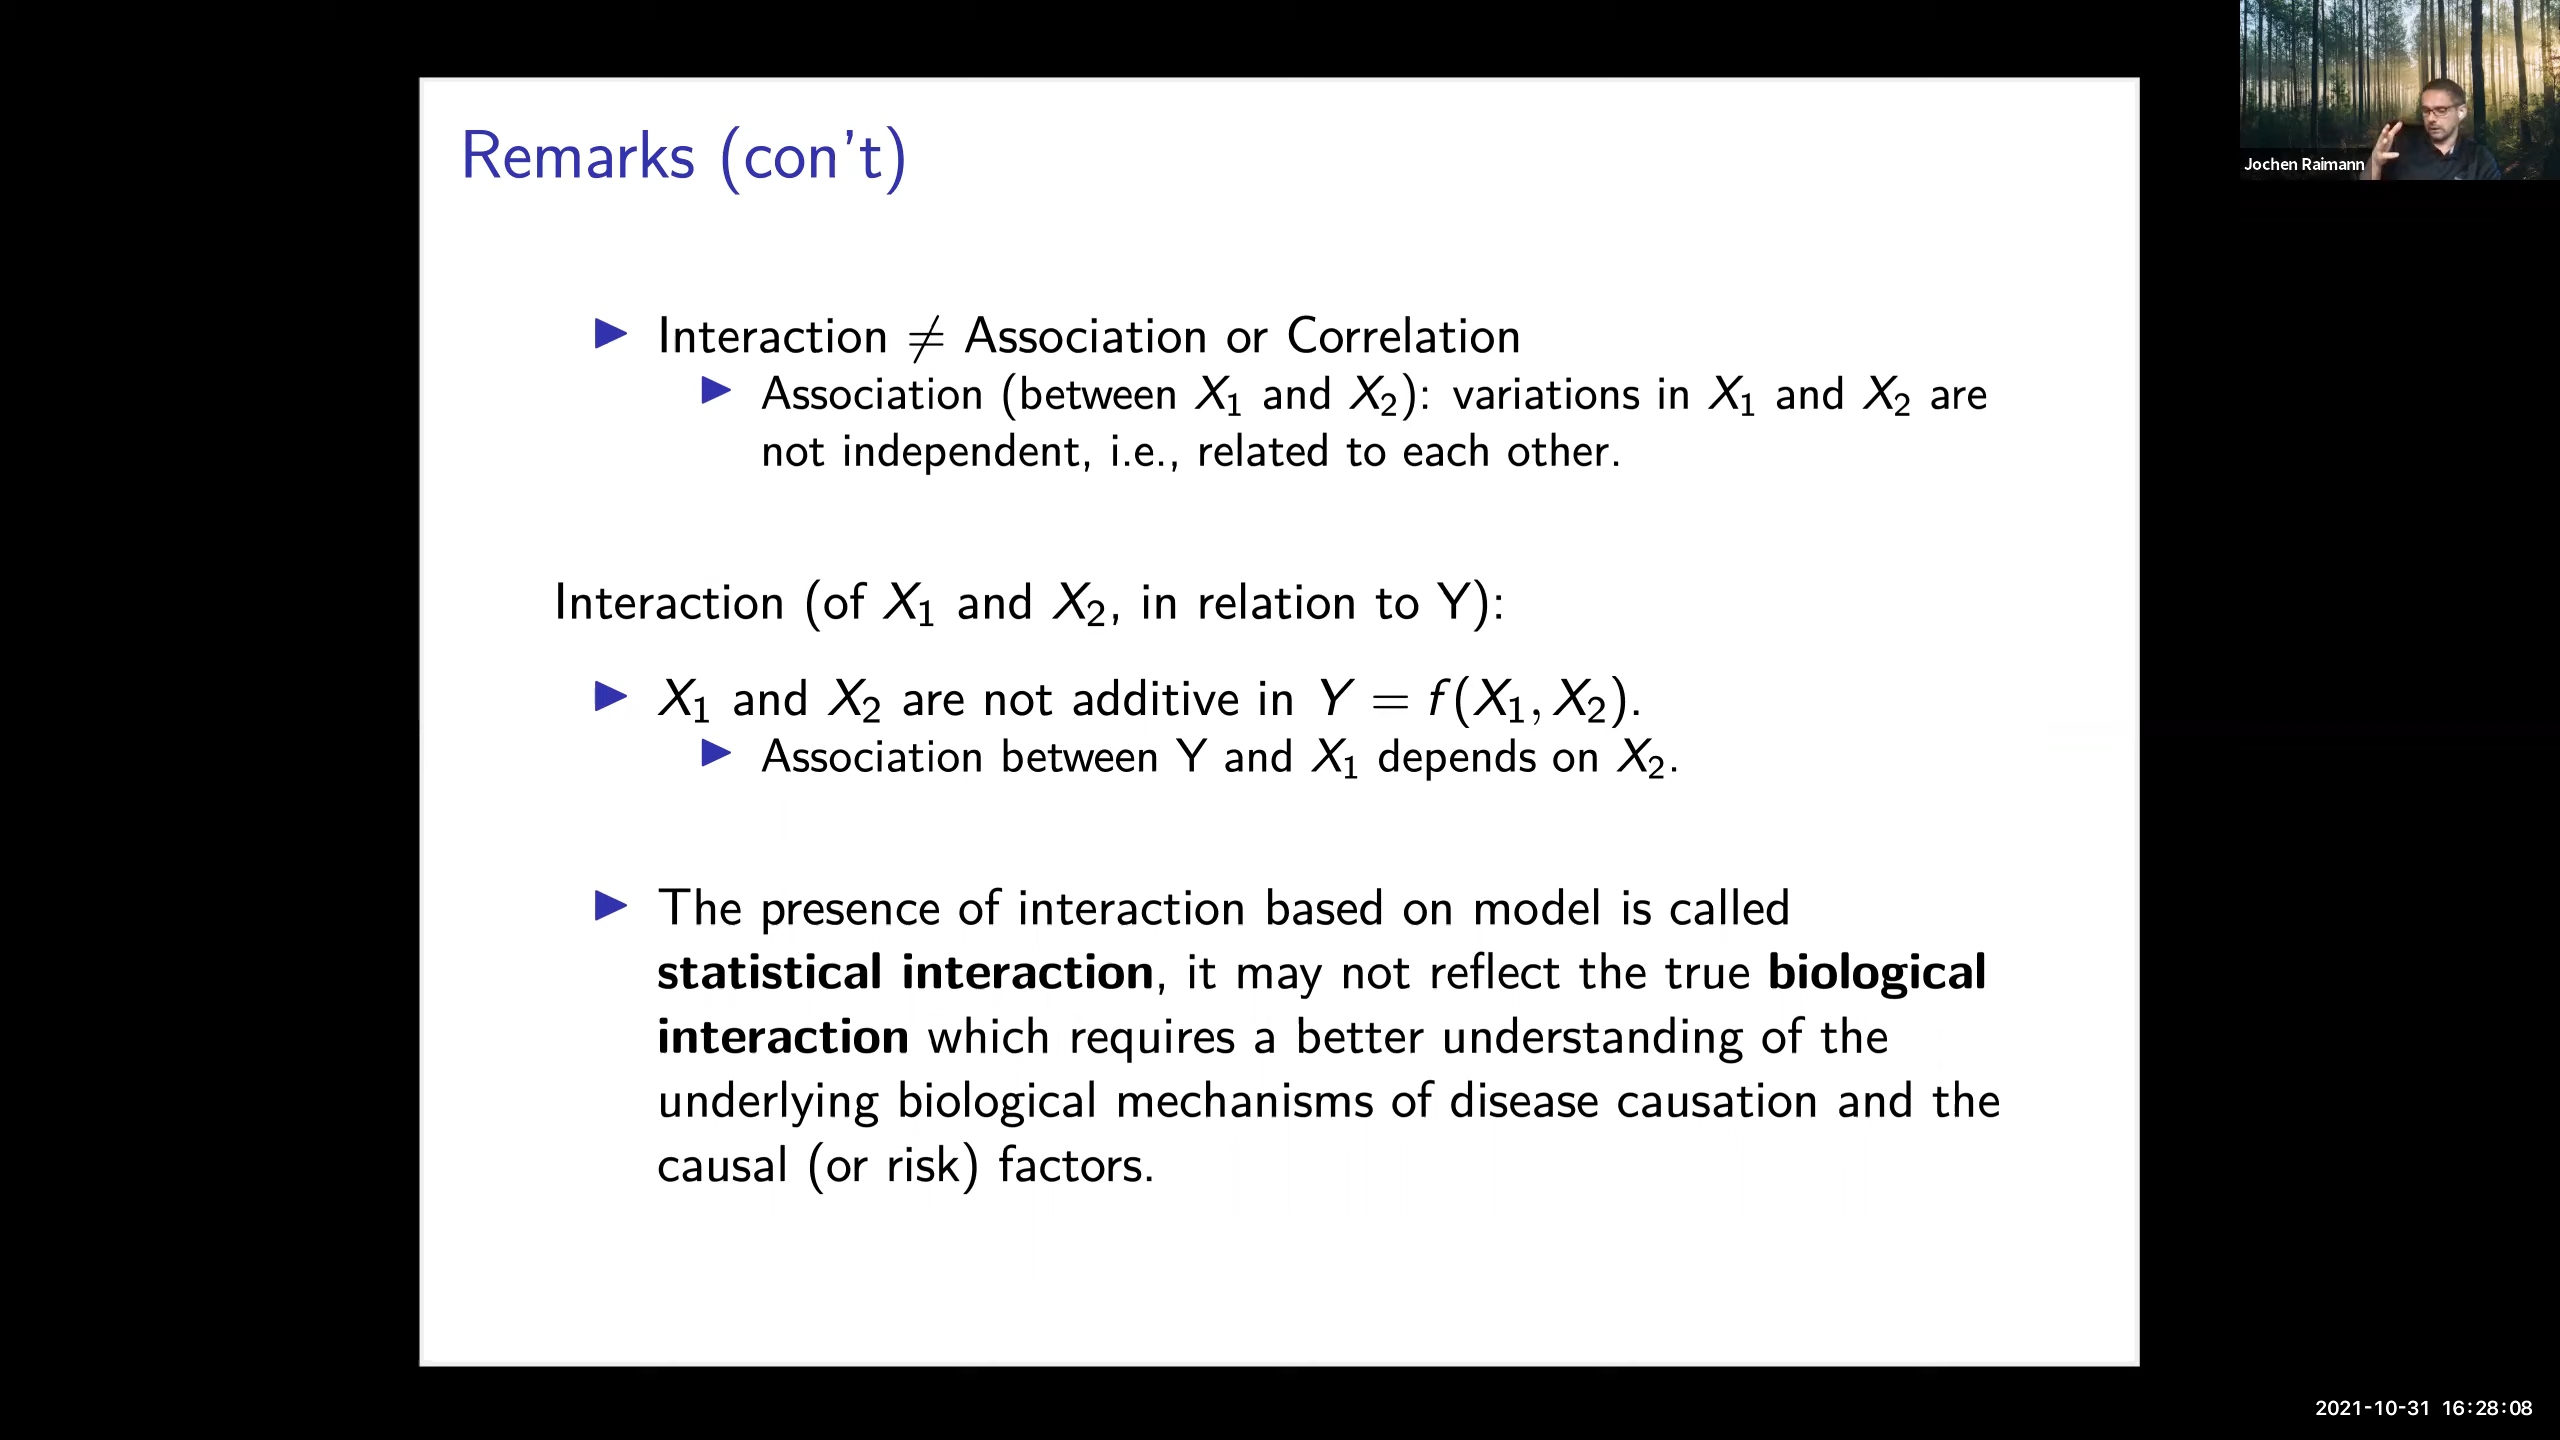 Remarks (con't)
Jochen Raimann
▶ Interaction ≠ Association or Correlation
▶ Association (between X₁ and X₂): variations in X₁ and X₂ are
not independent, i.e., related to each other.
Interaction (of X₁ and X₂, in relation to Y):
▶ X₁ and X₂ are not additive in Y = f(X₁, X₂).
▶ Association between Y and X₁ depends on X₂.
▶ The presence of interaction based on model is called
statistical interaction, it may not reflect the true biological
interaction which requires a better understanding of the
underlying biological mechanisms of disease causation and the
causal (or risk) factors.
2021-10-31 16:28:08